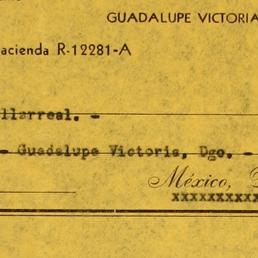 GUADALUPE VICTORIA
acienda R-12281-A
llarreal. -
- Guadalupe Victoria, Dgo. -
México,
xxxxxxxxxx